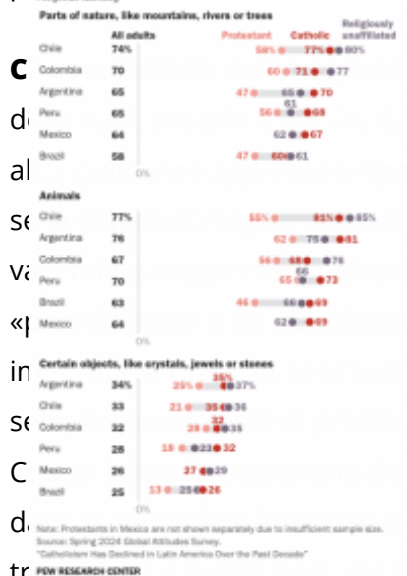 Parts of nature, like mountains, rivers or trees
Religiously
All adults Protestant Catholic unaffiliated
Chile 74% 58% 77% 80%
Colombia 70 60 71 77
Argentina 65 47 65 70
61
Peru 65 56 68
Mexico 64 62 67
Brazil 58 47 60 61
0%
Animals
Chile 77% 55% 81% 85%
Argentina 76 62 75 81
Colombia 67 56 68 76
66
Peru 70 65 73
Brazil 63 46 66 69
Mexico 64 62 69
0%
Certain objects, like crystals, jewels or stones
35%
Argentina 34% 25% 37%
Chile 33 21 35 36
32
Colombia 32 28 35
Peru 28 18 23 32
Mexico 26 27 29
Brazil 25 13 25 26
0%
Note: Protestants in Mexico are not shown separately due to insufficient sample size.
Source: Spring 2024 Global Attitudes Survey.
"Catholicism Has Declined in Latin America Over the Past Decade"
PEW RESEARCH CENTER